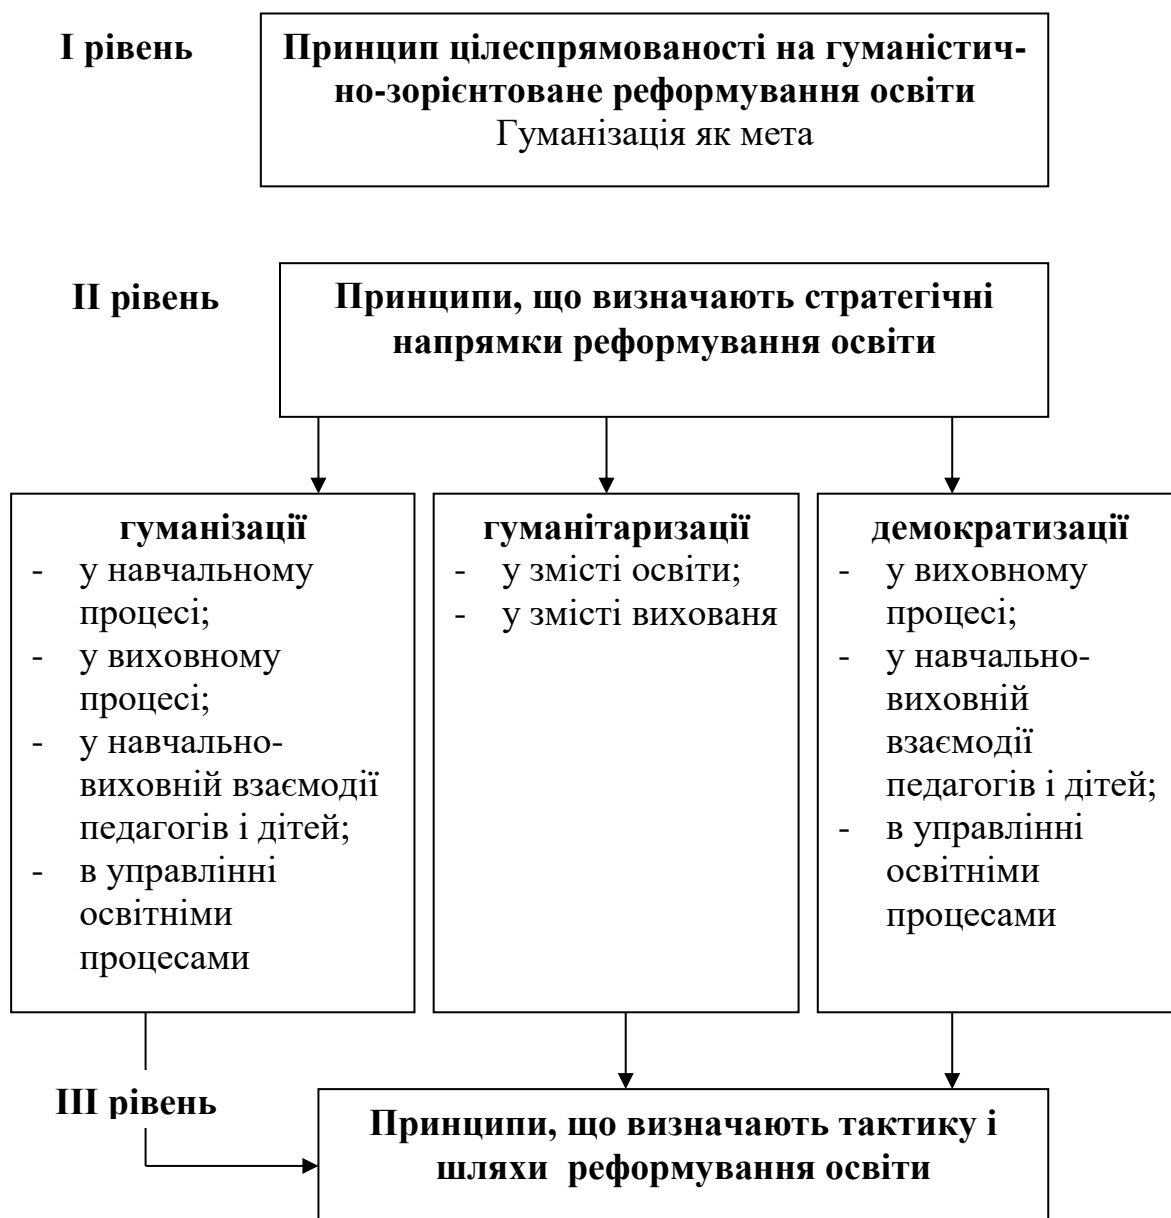 I рівень
Принцип цілеспрямованості на гуманістич-
но-зорієнтоване реформування освіти
Гуманізація як мета
II рівень
Принципи, що визначають стратегічні
напрямки реформування освіти
гуманізації
- у навчальному
процесі;
- у виховному
процесі;
- у навчально-
виховній взаємодії
педагогів і дітей;
- в управлінні
освітніми
процесами
гуманітаризації
- у змісті освіти;
- у змісті вихованя
демократизації
- у виховному
процесі;
- у навчально-
виховній
взаємодії
педагогів і дітей;
- в управлінні
освітніми
процесами
III рівень
Принципи, що визначають тактику і
шляхи  реформування освіти